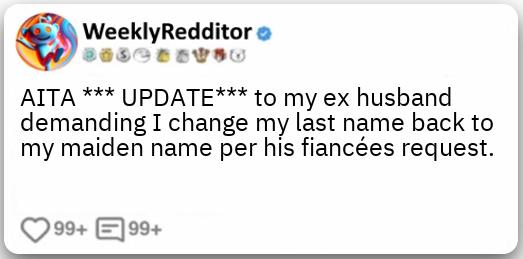 WeeklyRedditor
AITA *** UPDATE*** to my ex husband
demanding I change my last name back to
my maiden name per his fiancées request.
99+ 99+